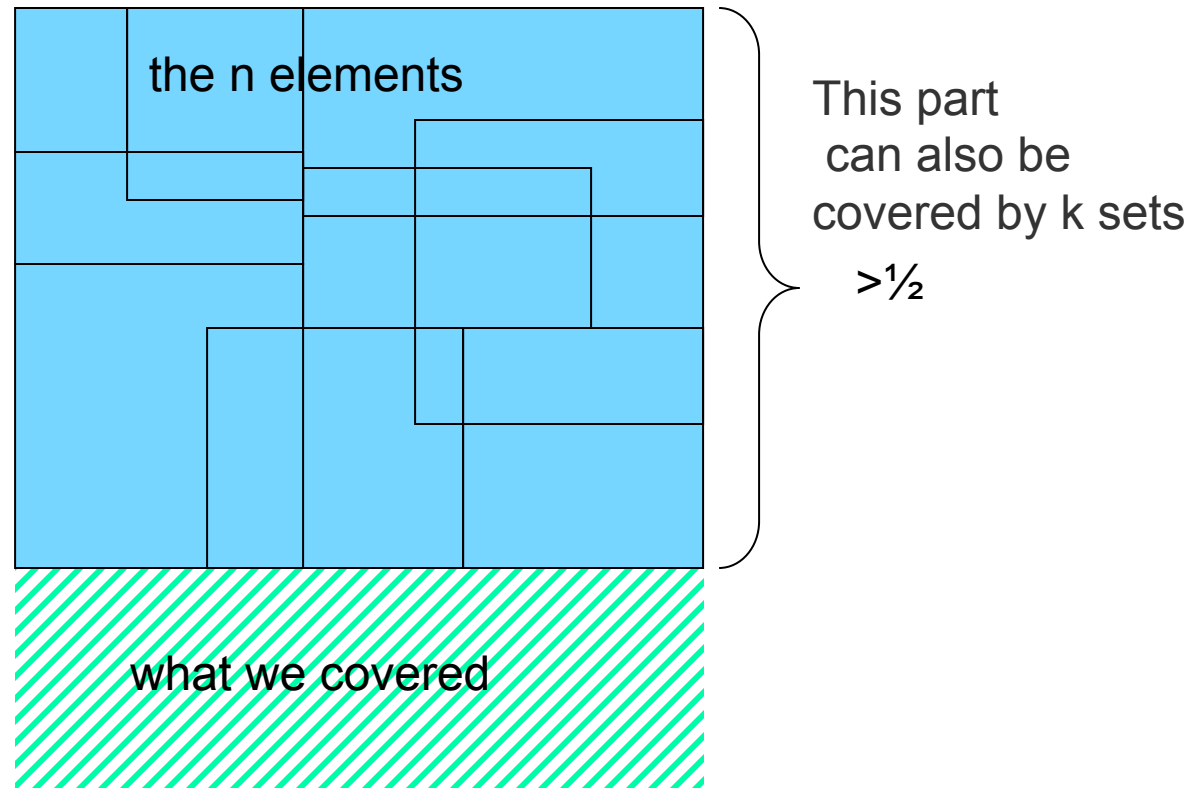 the n elements
This part
can also be
covered by k sets
>½
what we covered